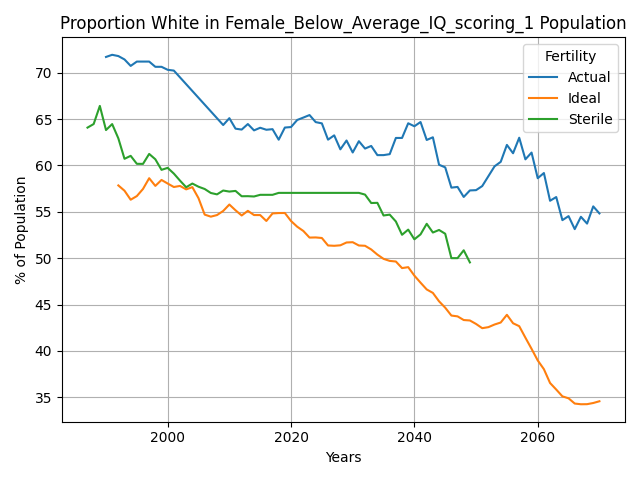 Proportion White in Female_Below_Average_IQ_scoring_1 Population
Fertility
Actual
Ideal
Sterile
% of Population
70
65
60
55
50
45
40
35
2000
2020
2040
2060
Years